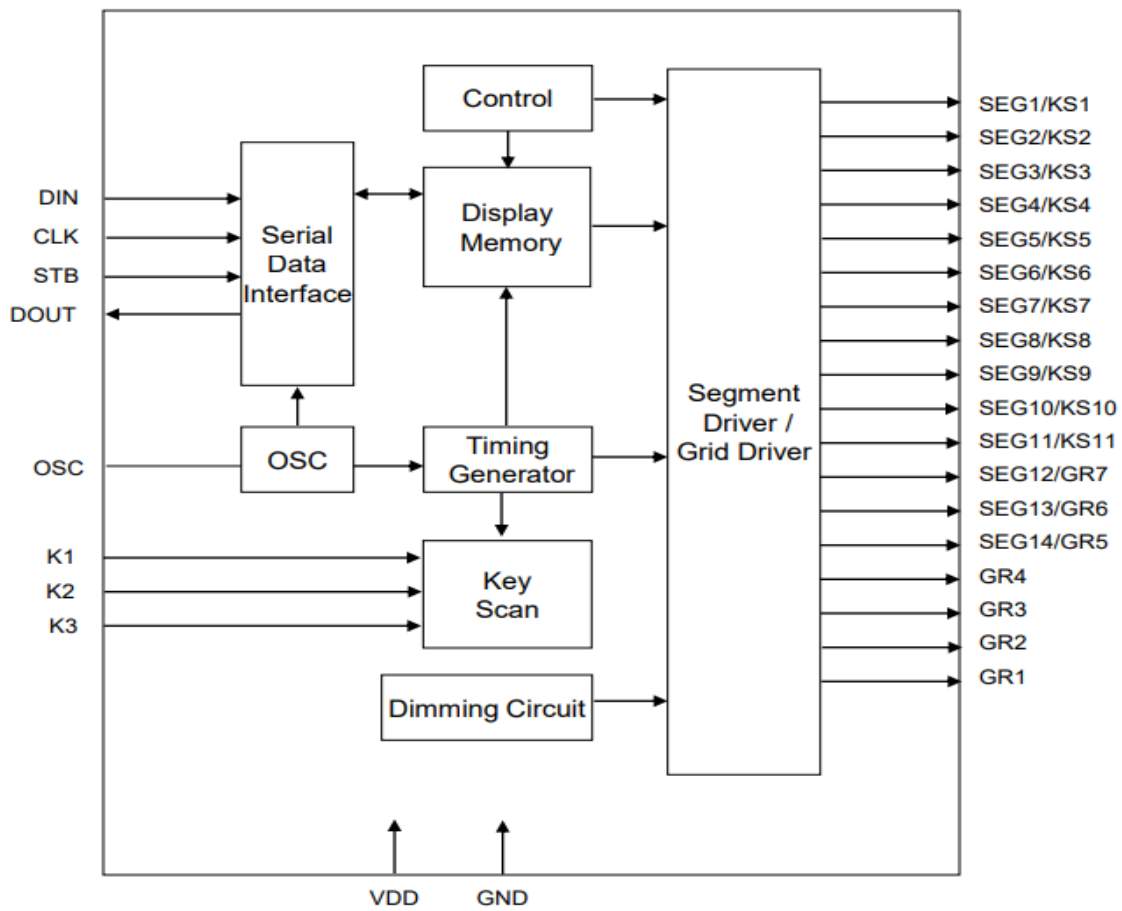 Control
Display
Memory
Serial
Data
Interface
DIN
CLK
STB
DOUT
OSC
OSC
Timing
Generator
K1
K2
K3
Key
Scan
Dimming Circuit
Segment
Driver /
Grid Driver
SEG1/KS1
SEG2/KS2
SEG3/KS3
SEG4/KS4
SEG5/KS5
SEG6/KS6
SEG7/KS7
SEG8/KS8
SEG9/KS9
SEG10/KS10
SEG11/KS11
SEG12/GR7
SEG13/GR6
SEG14/GR5
GR4
GR3
GR2
GR1
VDD
GND